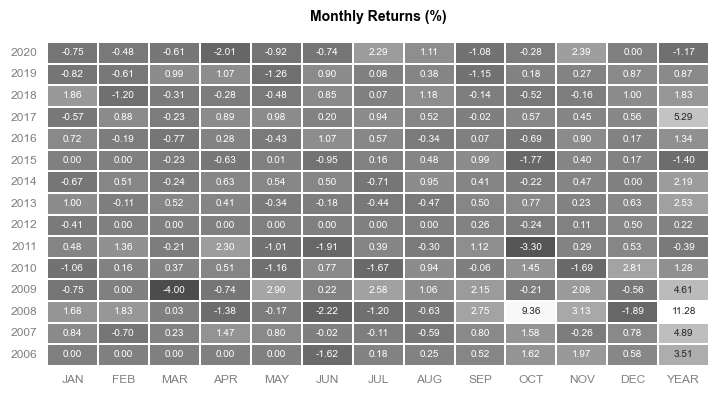 Monthly Returns (%)
2020 -0.75 -0.48 -0.61 -2.01 -0.92 -0.74 2.29 1.11 -1.08 -0.28 2.39 0.00 -1.17
2019 -0.82 -0.61 0.99 1.07 -1.26 0.90 0.08 0.38 -1.15 0.18 0.27 0.87 0.87
2018 1.86 -1.20 -0.31 -0.28 -0.48 0.85 0.07 1.18 -0.14 -0.52 -0.16 1.00 1.83
2017 -0.57 0.88 -0.23 0.89 0.98 0.20 0.94 0.52 -0.02 0.57 0.45 0.56 5.29
2016 0.72 -0.19 -0.77 0.28 -0.43 1.07 0.57 -0.34 0.07 -0.69 0.90 0.17 1.34
2015 0.00 0.00 -0.23 -0.63 0.01 -0.95 0.16 0.48 0.99 -1.77 0.40 0.17 -1.40
2014 -0.67 0.51 -0.24 0.63 0.54 0.50 -0.71 0.95 0.41 -0.22 0.47 0.00 2.19
2013 1.00 -0.11 0.52 0.41 -0.34 -0.18 -0.44 -0.47 0.50 0.77 0.23 0.63 2.53
2012 -0.41 0.00 0.00 0.00 0.00 0.00 0.00 0.00 0.26 -0.24 0.11 0.50 0.22
2011 0.48 1.36 -0.21 2.30 -1.01 -1.91 0.39 -0.30 1.12 -3.30 0.29 0.53 -0.39
2010 -1.06 0.16 0.37 0.51 -1.16 0.77 -1.67 0.94 -0.06 1.45 -1.69 2.81 1.28
2009 -0.75 0.00 -4.00 -0.74 2.90 0.22 2.58 1.06 2.15 -0.21 2.08 -0.56 4.61
2008 1.68 1.83 0.03 -1.38 -0.17 -2.22 -1.20 -0.63 2.75 9.36 3.13 -1.89 11.28
2007 0.84 -0.70 0.23 1.47 0.80 -0.02 -0.11 -0.59 0.80 1.58 -0.26 0.78 4.89
2006 0.00 0.00 0.00 0.00 0.00 -1.62 0.18 0.25 0.52 1.62 1.97 0.58 3.51
JAN FEB MAR APR MAY JUN JUL AUG SEP OCT NOV DEC YEAR